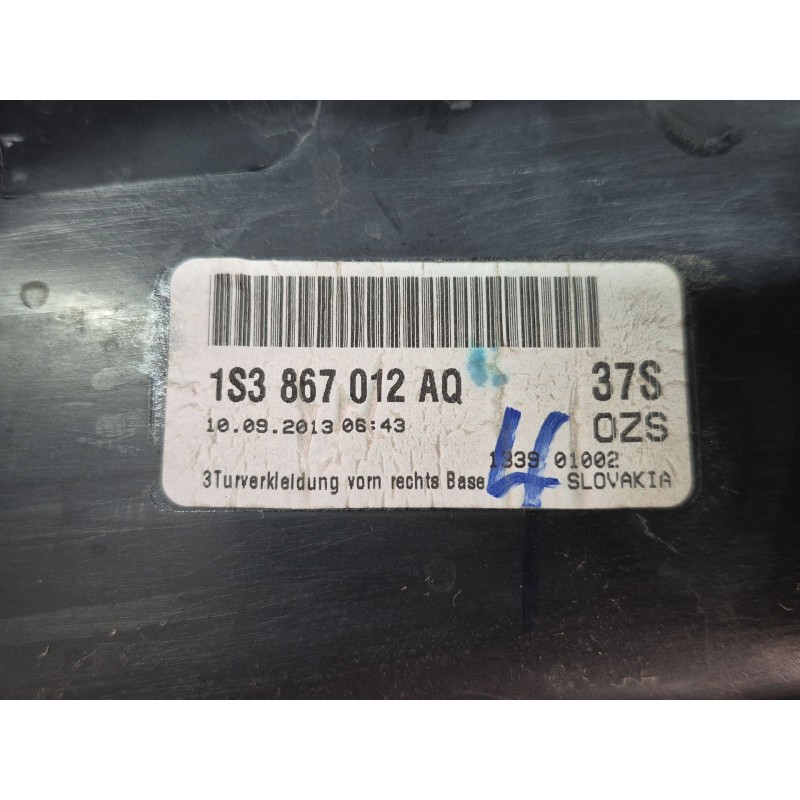 1S3 867 012 AQ 37S
10.09.2013 06:43 OZS
1339 01002
3Turverkleidung vorn rechts Base 4 SLOVAKIA